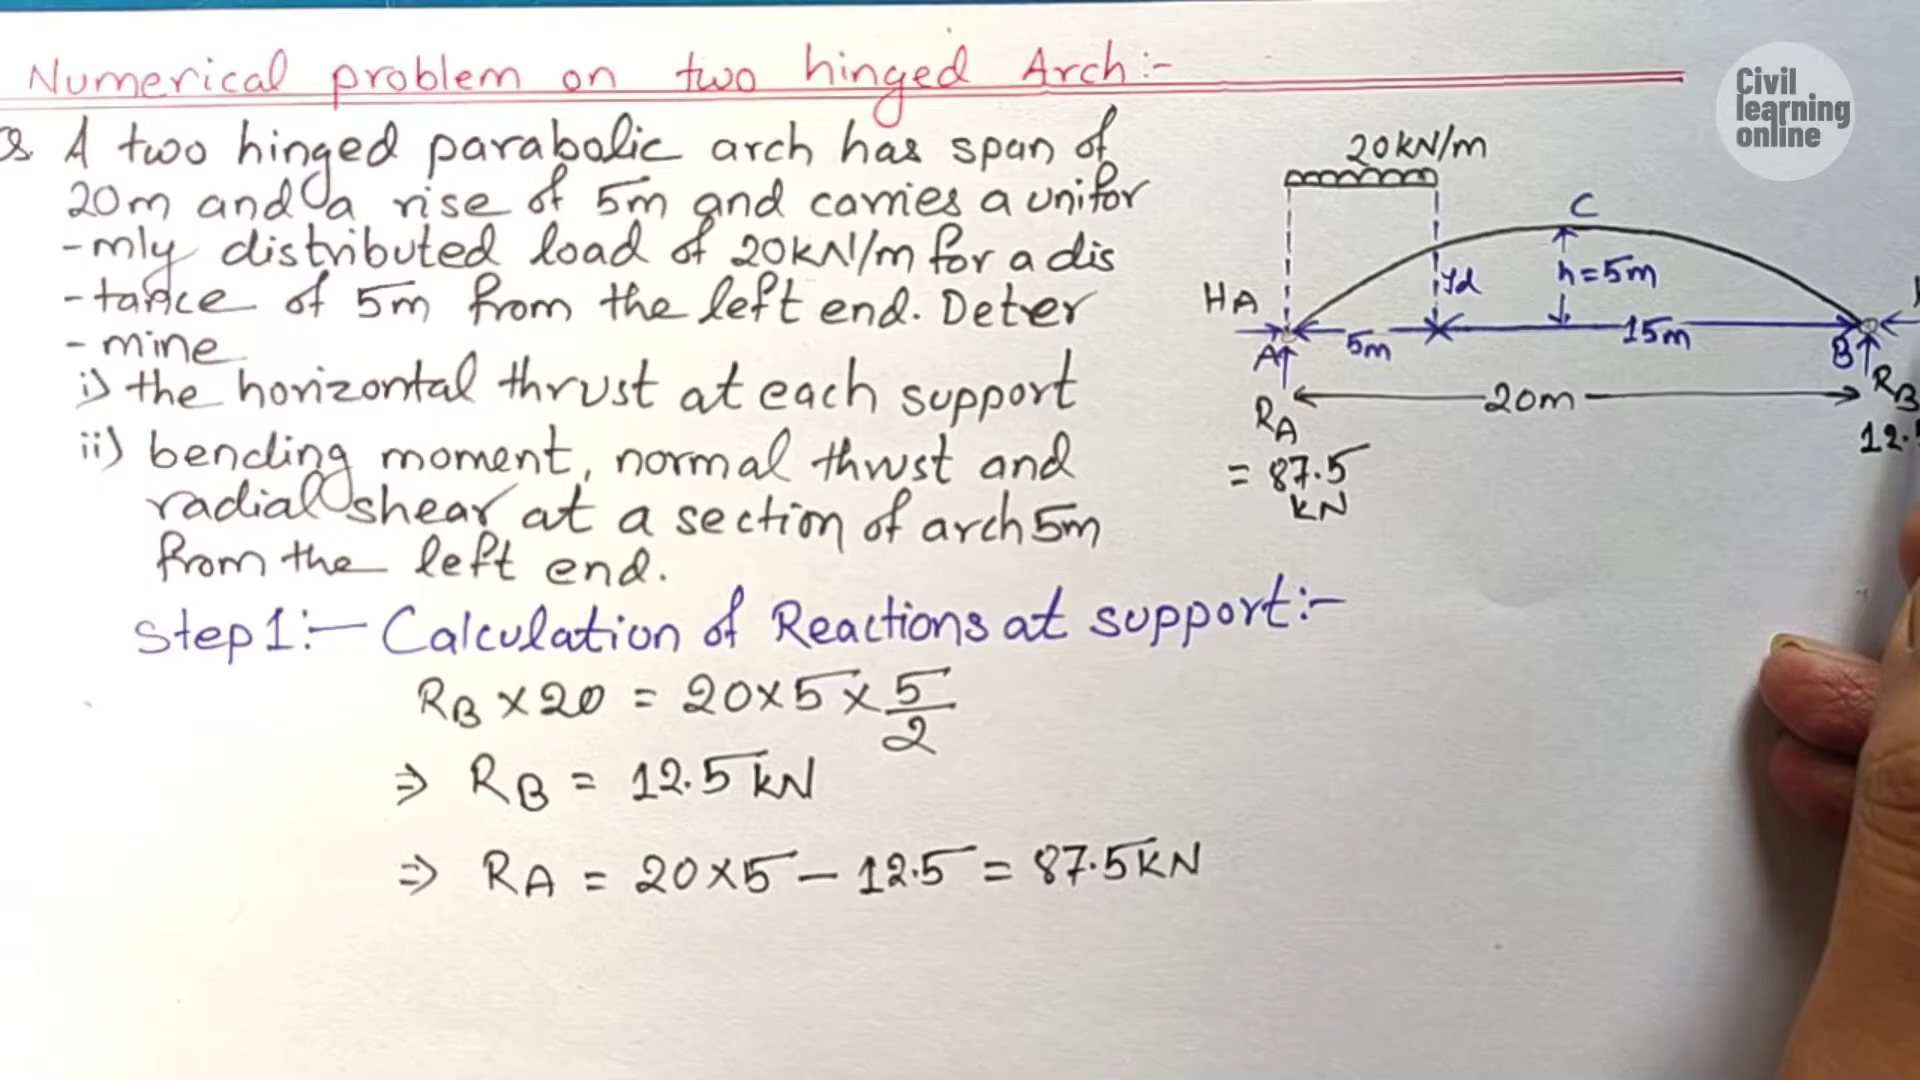 Numerical problem on two hinged Arch:-
Civil
learning
online
A two hinged parabolic arch has span of
20m and a rise of 5m and carries a unifor
-mly distributed load of 20kN/m for a dis
-tance of 5m from the left end. Deter
-mine
i) the horizontal thrust at each support
ii) bending moment, normal thrust and
radial shear at a section of arch 5m
from the left end.
20kN/m
C
yd
h=5m
HA
5m
15m
A
B
RA
20m
RB
= 87.5
kN
12.
Step 1:- Calculation of Reactions at support:-
RB × 20 = 20×5×5/2
⇒ RB = 12.5 kN
⇒ RA = 20×5 - 12.5 = 87.5KN